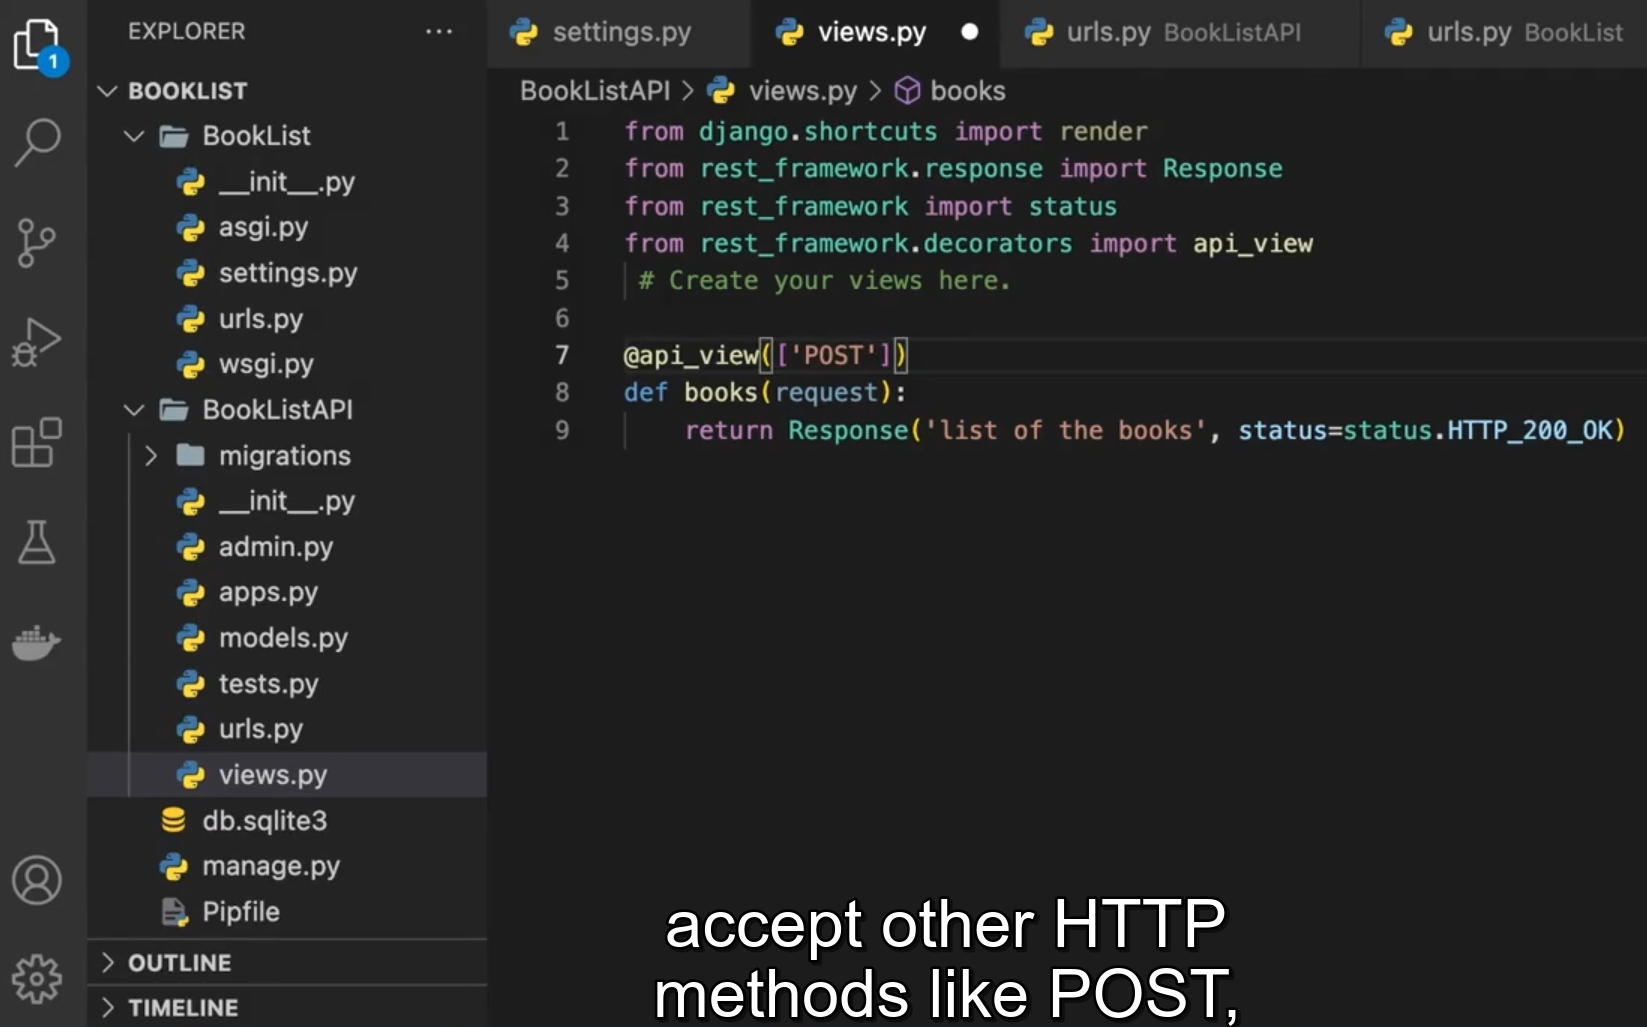 EXPLORER
1
BOOKLIST
BookList
__init__.py
asgi.py
settings.py
urls.py
wsgi.py
BookListAPI
migrations
__init__.py
admin.py
apps.py
models.py
tests.py
urls.py
views.py
db.sqlite3
manage.py
Pipfile
OUTLINE
TIMELINE
settings.py views.py urls.py BookListAPI urls.py BookList
BookListAPI > views.py > books
1 from django.shortcuts import render
2 from rest_framework.response import Response
3 from rest_framework import status
4 from rest_framework.decorators import api_view
5 # Create your views here.
6
7 @api_view(['POST'])
8 def books(request):
9 return Response('list of the books', status=status.HTTP_200_OK)
accept other HTTP
methods like POST,